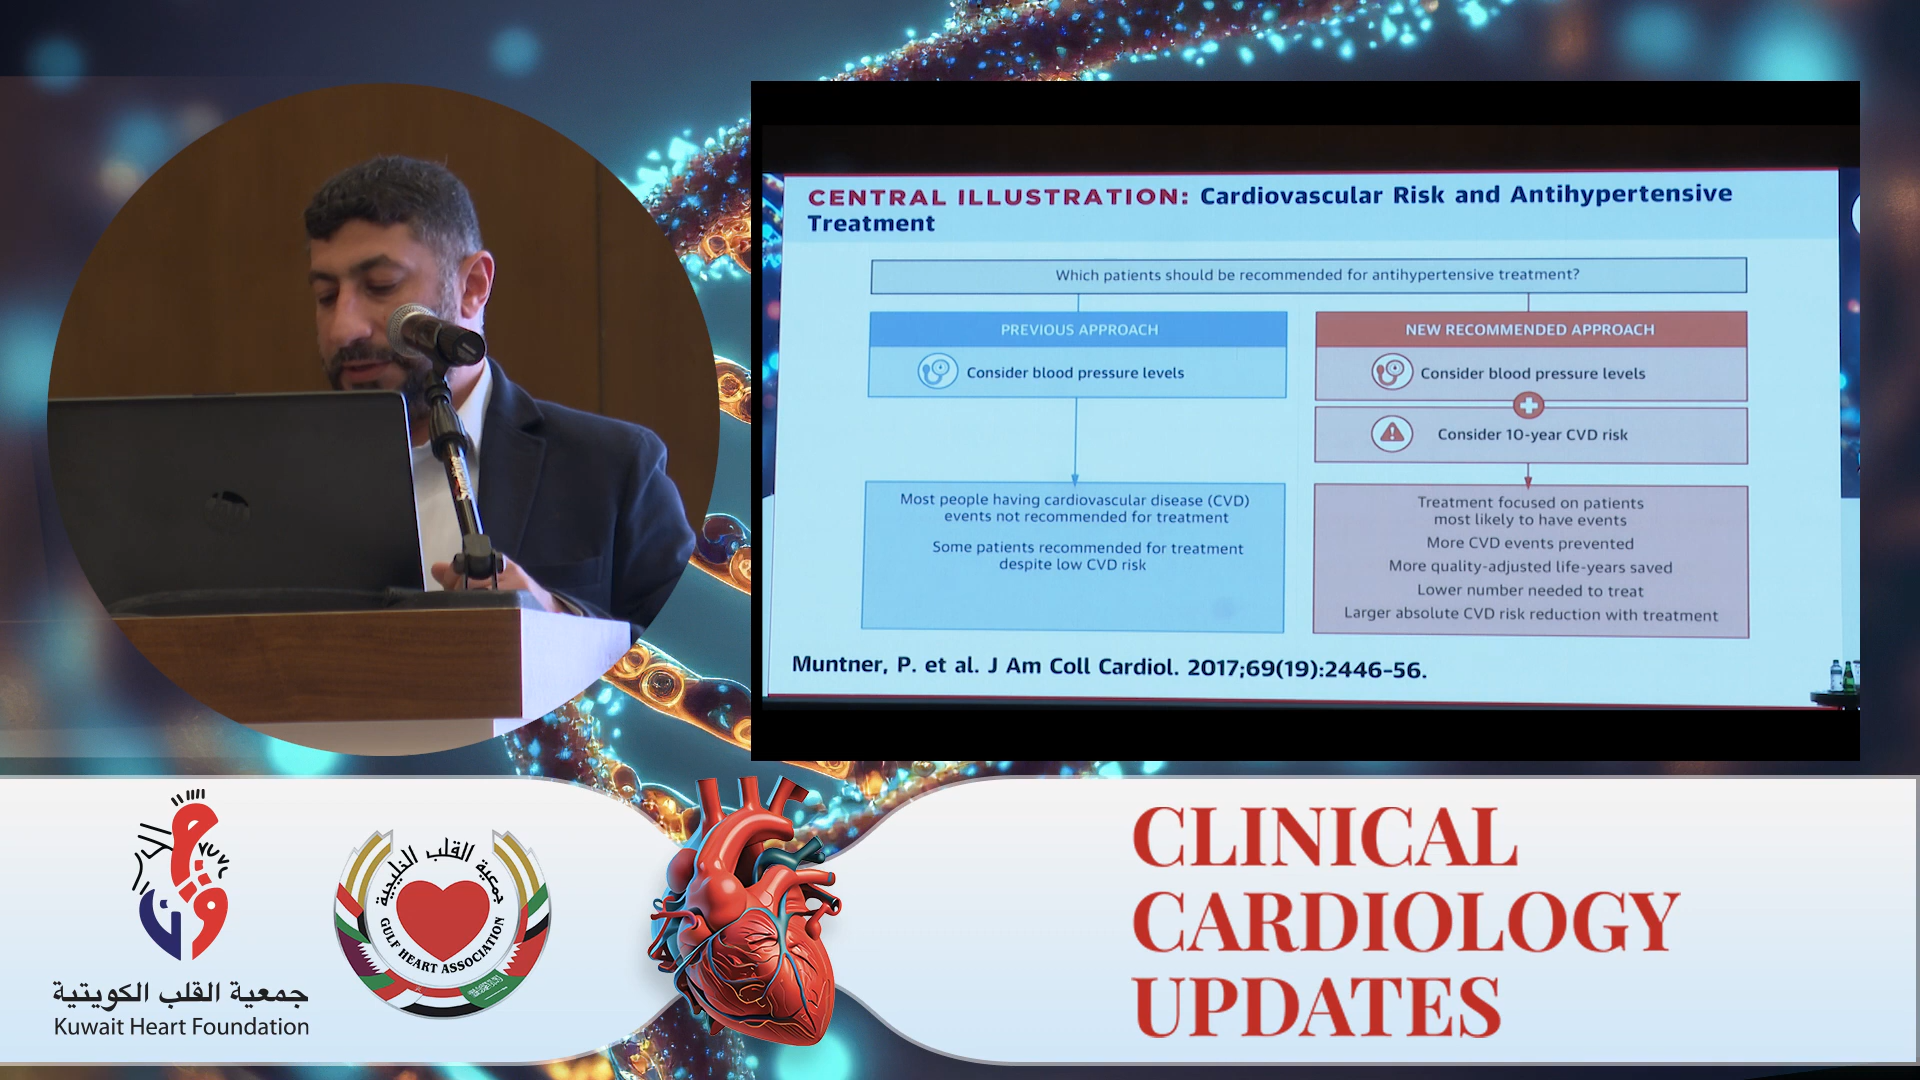 CENTRAL ILLUSTRATION: Cardiovascular Risk and Antihypertensive
Treatment
Which patients should be recommended for antihypertensive treatment?
PREVIOUS APPROACH
Consider blood pressure levels
Most people having cardiovascular disease (CVD)
events not recommended for treatment
Some patients recommended for treatment
despite low CVD risk
NEW RECOMMENDED APPROACH
Consider blood pressure levels
Consider 10-year CVD risk
Treatment focused on patients
most likely to have events
More CVD events prevented
More quality-adjusted life-years saved
Lower number needed to treat
Larger absolute CVD risk reduction with treatment
Muntner, P. et al. J Am Coll Cardiol. 2017;69(19):2446-56.
جمعية القلب الكويتية
Kuwait Heart Foundation
جمعية القلب الخليجية
GULF HEART ASSOCIATION
CLINICAL
CARDIOLOGY
UPDATES